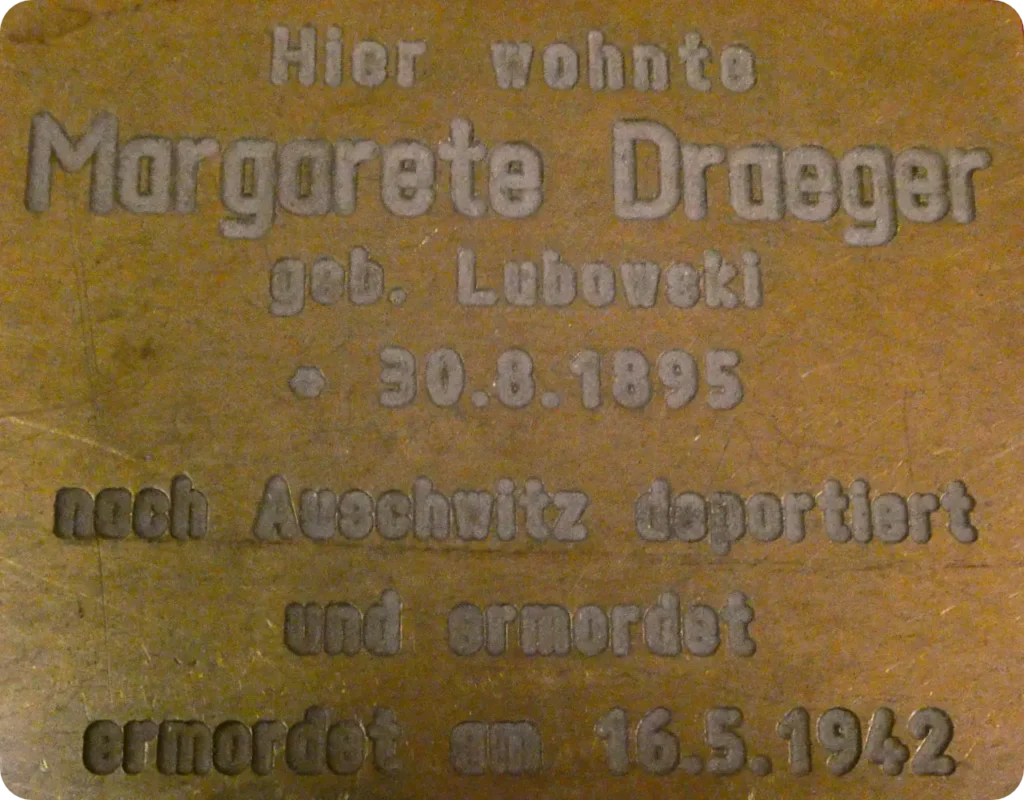 Hier wohnte
Margarete Draeger
geb. Lubowski
* 30.8.1895
nach Auschwitz deportiert
und ermordet
ermordet am 16.5.1942